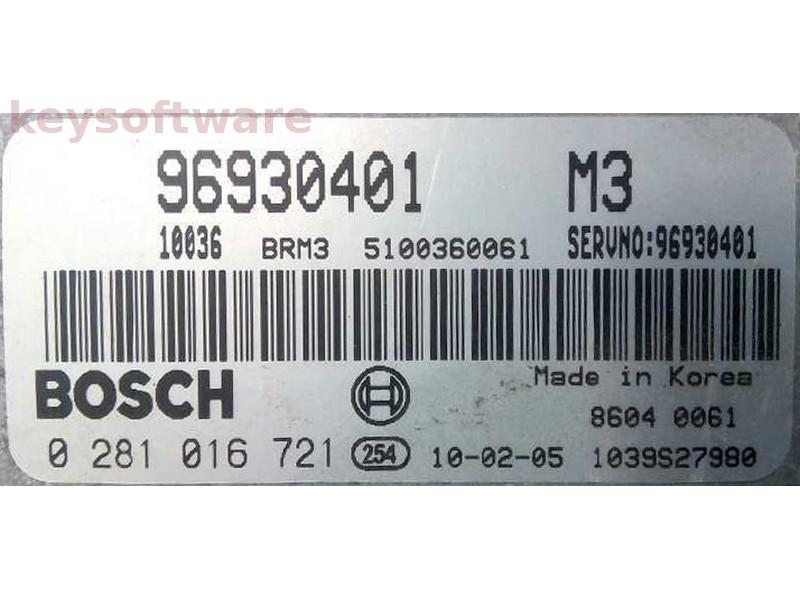 keysoftware
96930401 M3
10036 BRM3 5100360061 SERVNO:96930401
BOSCH Made in Korea
8604 0061
0 281 016 721 254 10-02-05 1039S27980